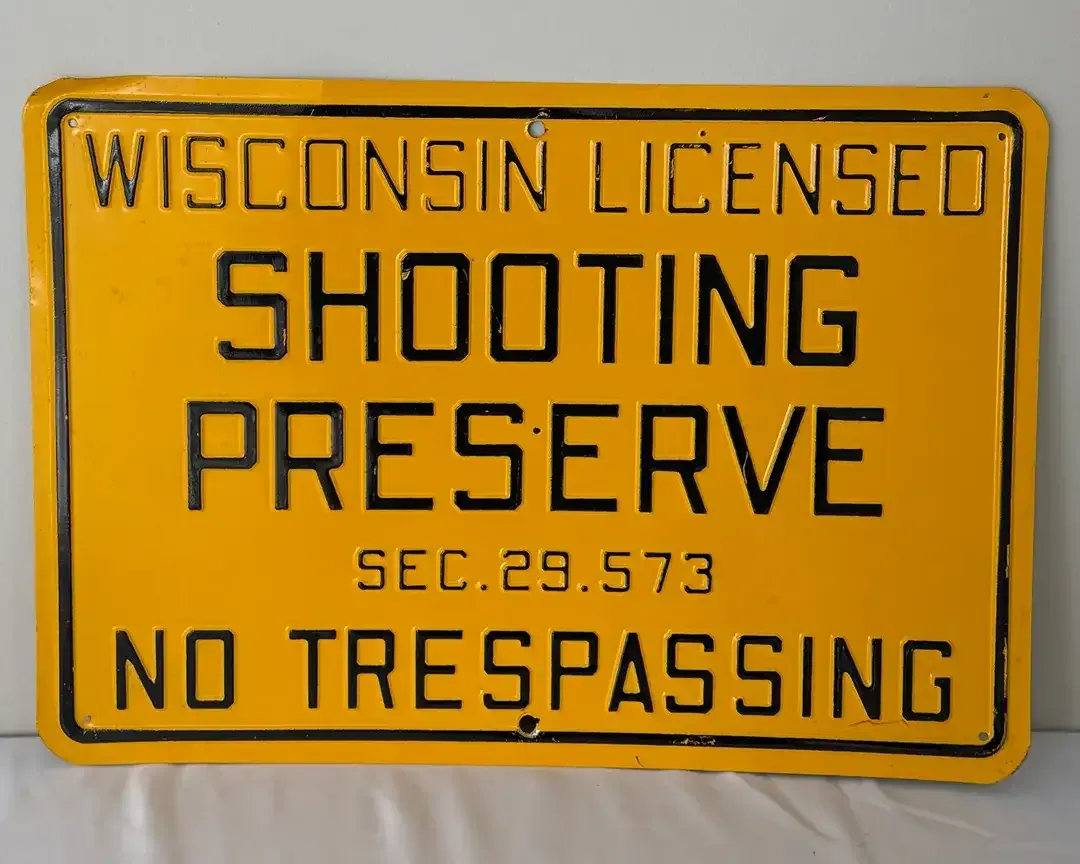 WISCONSIN LICENSED
SHOOTING
PRESERVE
SEC. 29.573
NO TRESPASSING